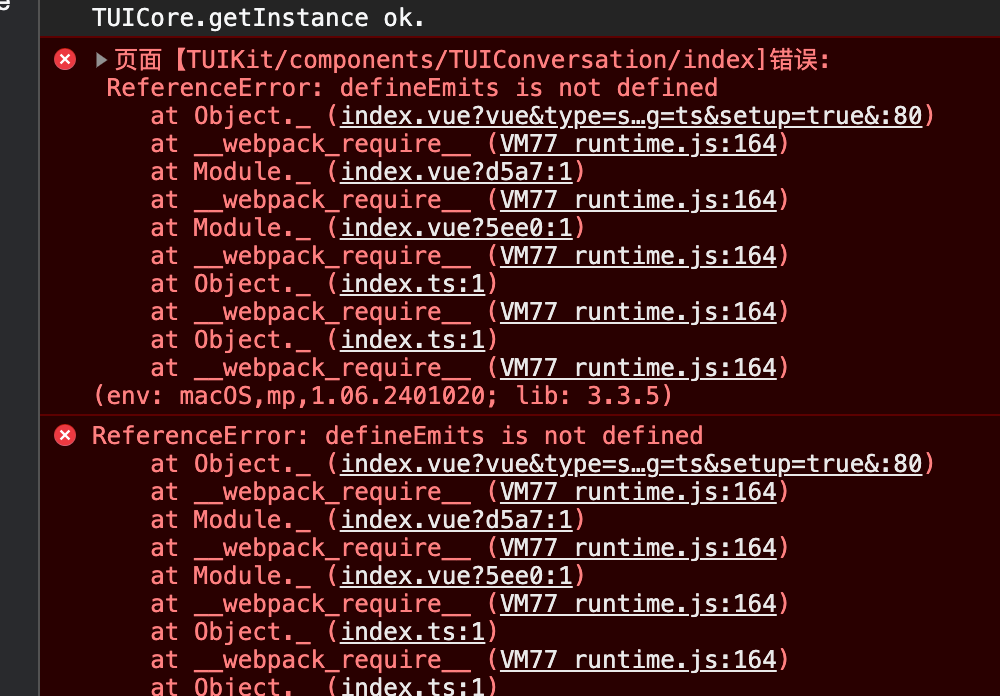 e
TUICore.getInstance ok.
▶页面【TUIKit/components/TUIConversation/index]错误:
ReferenceError: defineEmits is not defined
at Object._ (index.vue?vue&type=s…g=ts&setup=true&:80)
at __webpack_require__ (VM77 runtime.js:164)
at Module._ (index.vue?d5a7:1)
at __webpack_require__ (VM77 runtime.js:164)
at Module._ (index.vue?5ee0:1)
at __webpack_require__ (VM77 runtime.js:164)
at Object._ (index.ts:1)
at __webpack_require__ (VM77 runtime.js:164)
at Object._ (index.ts:1)
at __webpack_require__ (VM77 runtime.js:164)
(env: macOS,mp,1.06.2401020; lib: 3.3.5)
ReferenceError: defineEmits is not defined
at Object._ (index.vue?vue&type=s…g=ts&setup=true&:80)
at __webpack_require__ (VM77 runtime.js:164)
at Module._ (index.vue?d5a7:1)
at __webpack_require__ (VM77 runtime.js:164)
at Module._ (index.vue?5ee0:1)
at __webpack_require__ (VM77 runtime.js:164)
at Object._ (index.ts:1)
at __webpack_require__ (VM77 runtime.js:164)
at Object._ (index.ts:1)